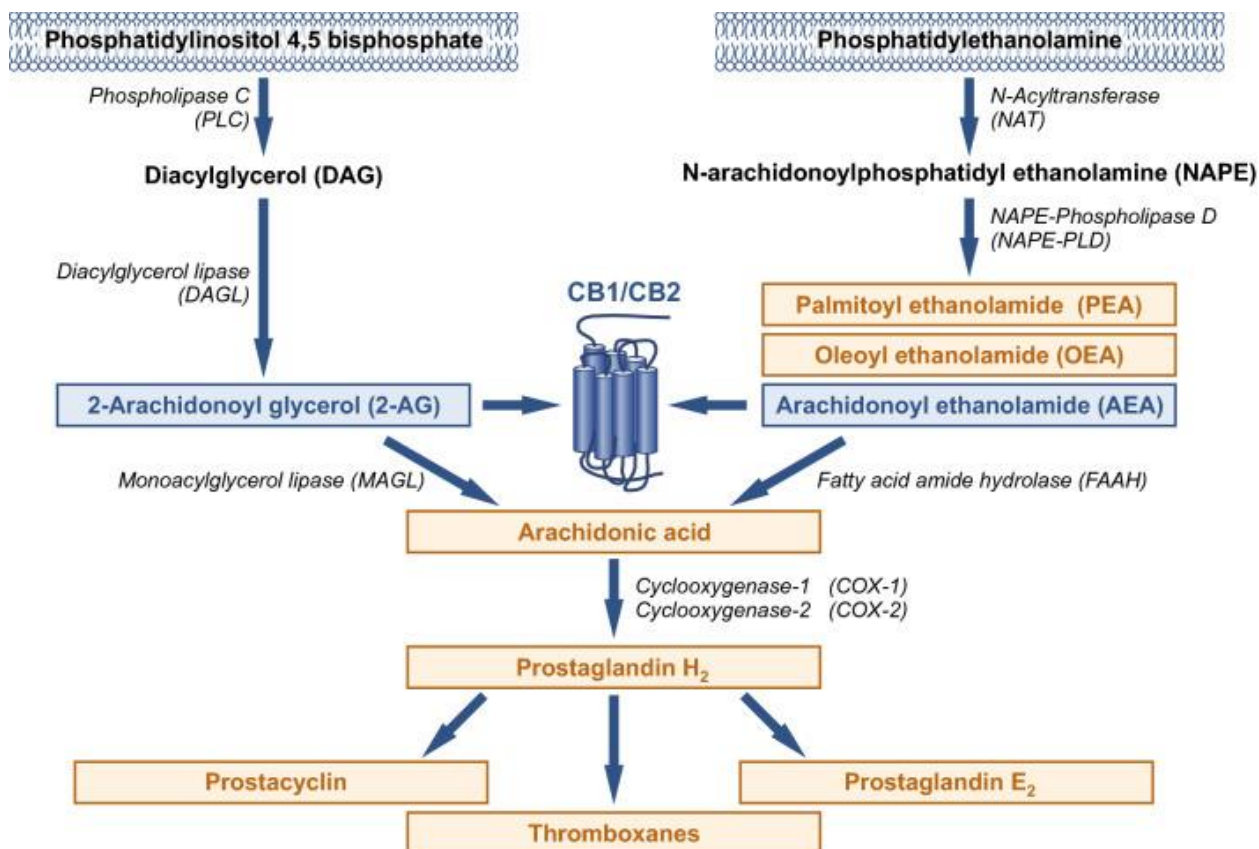 Phosphatidylinositol 4,5 bisphosphate
Phosphatidylethanolamine
Phospholipase C
(PLC)
N-Acyltransferase
(NAT)
Diacylglycerol (DAG)
N-arachidonoylphosphatidyl ethanolamine (NAPE)
NAPE-Phospholipase D
(NAPE-PLD)
Diacylglycerol lipase
(DAGL)
CB1/CB2
Palmitoyl ethanolamide (PEA)
Oleoyl ethanolamide (OEA)
2-Arachidonoyl glycerol (2-AG)
Arachidonoyl ethanolamide (AEA)
Monoacylglycerol lipase (MAGL)
Fatty acid amide hydrolase (FAAH)
Arachidonic acid
Cyclooxygenase-1 (COX-1)
Cyclooxygenase-2 (COX-2)
Prostaglandin H₂
Prostacyclin
Prostaglandin E₂
Thromboxanes